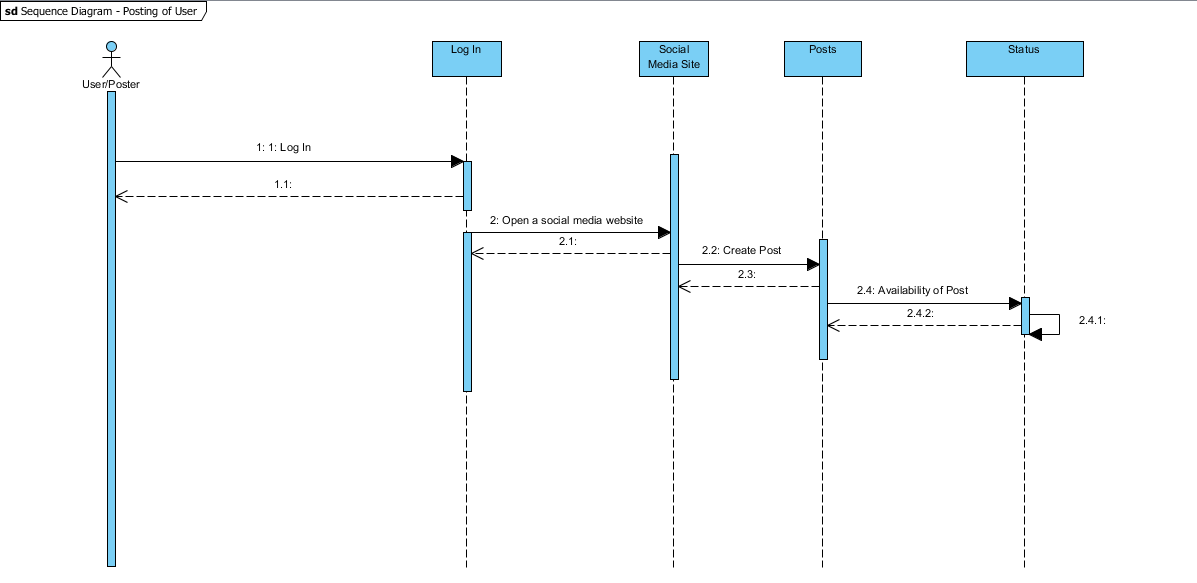 sd Sequence Diagram - Posting of User
User/Poster
Log In
Social
Media Site
Posts
Status
1: 1: Log In
1.1:
2: Open a social media website
2.1:
2.2: Create Post
2.3:
2.4: Availability of Post
2.4.2:
2.4.1: